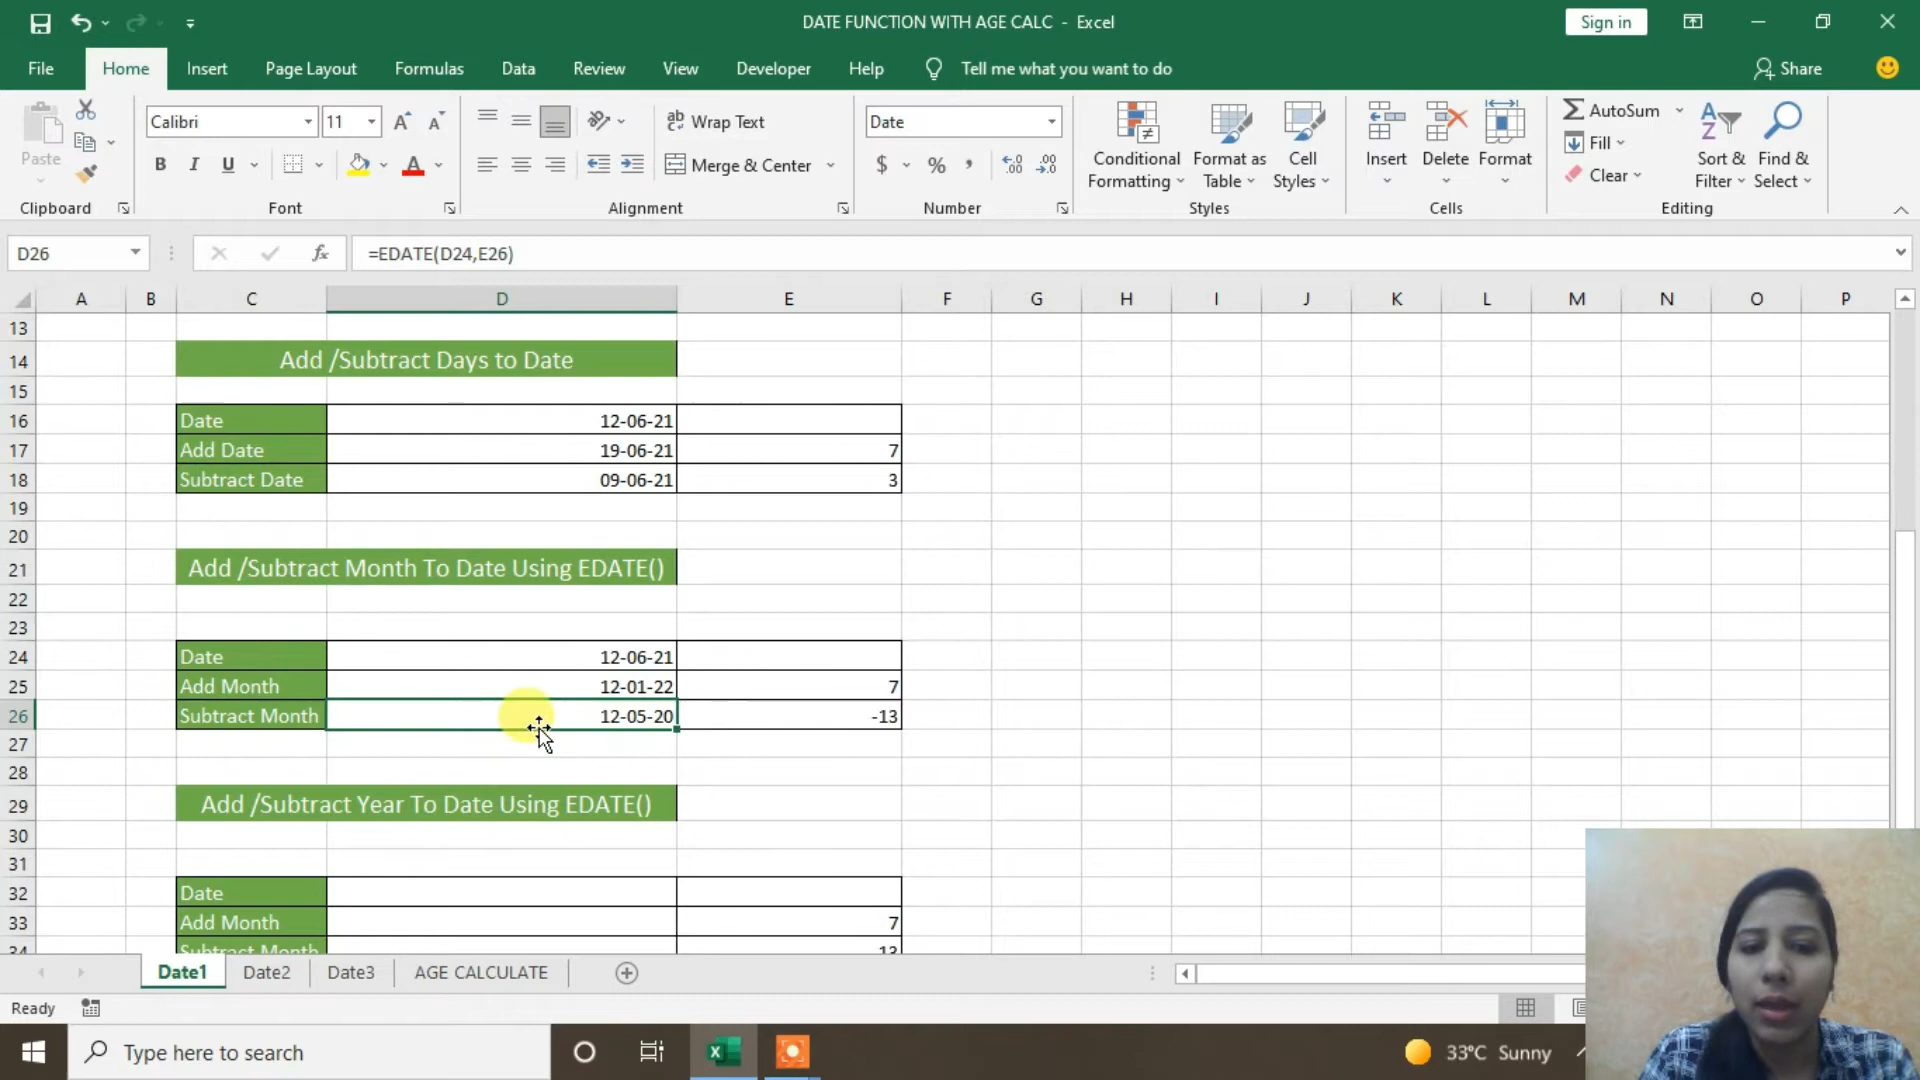 DATE FUNCTION WITH AGE CALC - Excel
Sign in
File Home Insert Page Layout Formulas Data Review View Developer Help Tell me what you want to do Share
Paste
Calibri 11
Wrap Text
Date
Conditional Formatting
Format as Table
Cell Styles
Insert
Delete
Format
AutoSum
Fill
Clear
Sort & Filter
Find & Select
B I U
Merge & Center
$ % ,
Clipboard Font Alignment Number Styles Cells Editing
D26 fx =EDATE(D24,E26)
A B C D E F G H I J K L M N O P
13
14 Add /Subtract Days to Date
15
16 Date 12-06-21
17 Add Date 19-06-21 7
18 Subtract Date 09-06-21 3
19
20
21 Add /Subtract Month To Date Using EDATE()
22
23
24 Date 12-06-21
25 Add Month 12-01-22 7
26 Subtract Month 12-05-20 -13
27
28
29 Add /Subtract Year To Date Using EDATE()
30
31
32 Date
33 Add Month 7
34 Subtract Month 13
Date1 Date2 Date3 AGE CALCULATE
Ready
Type here to search
33°C Sunny